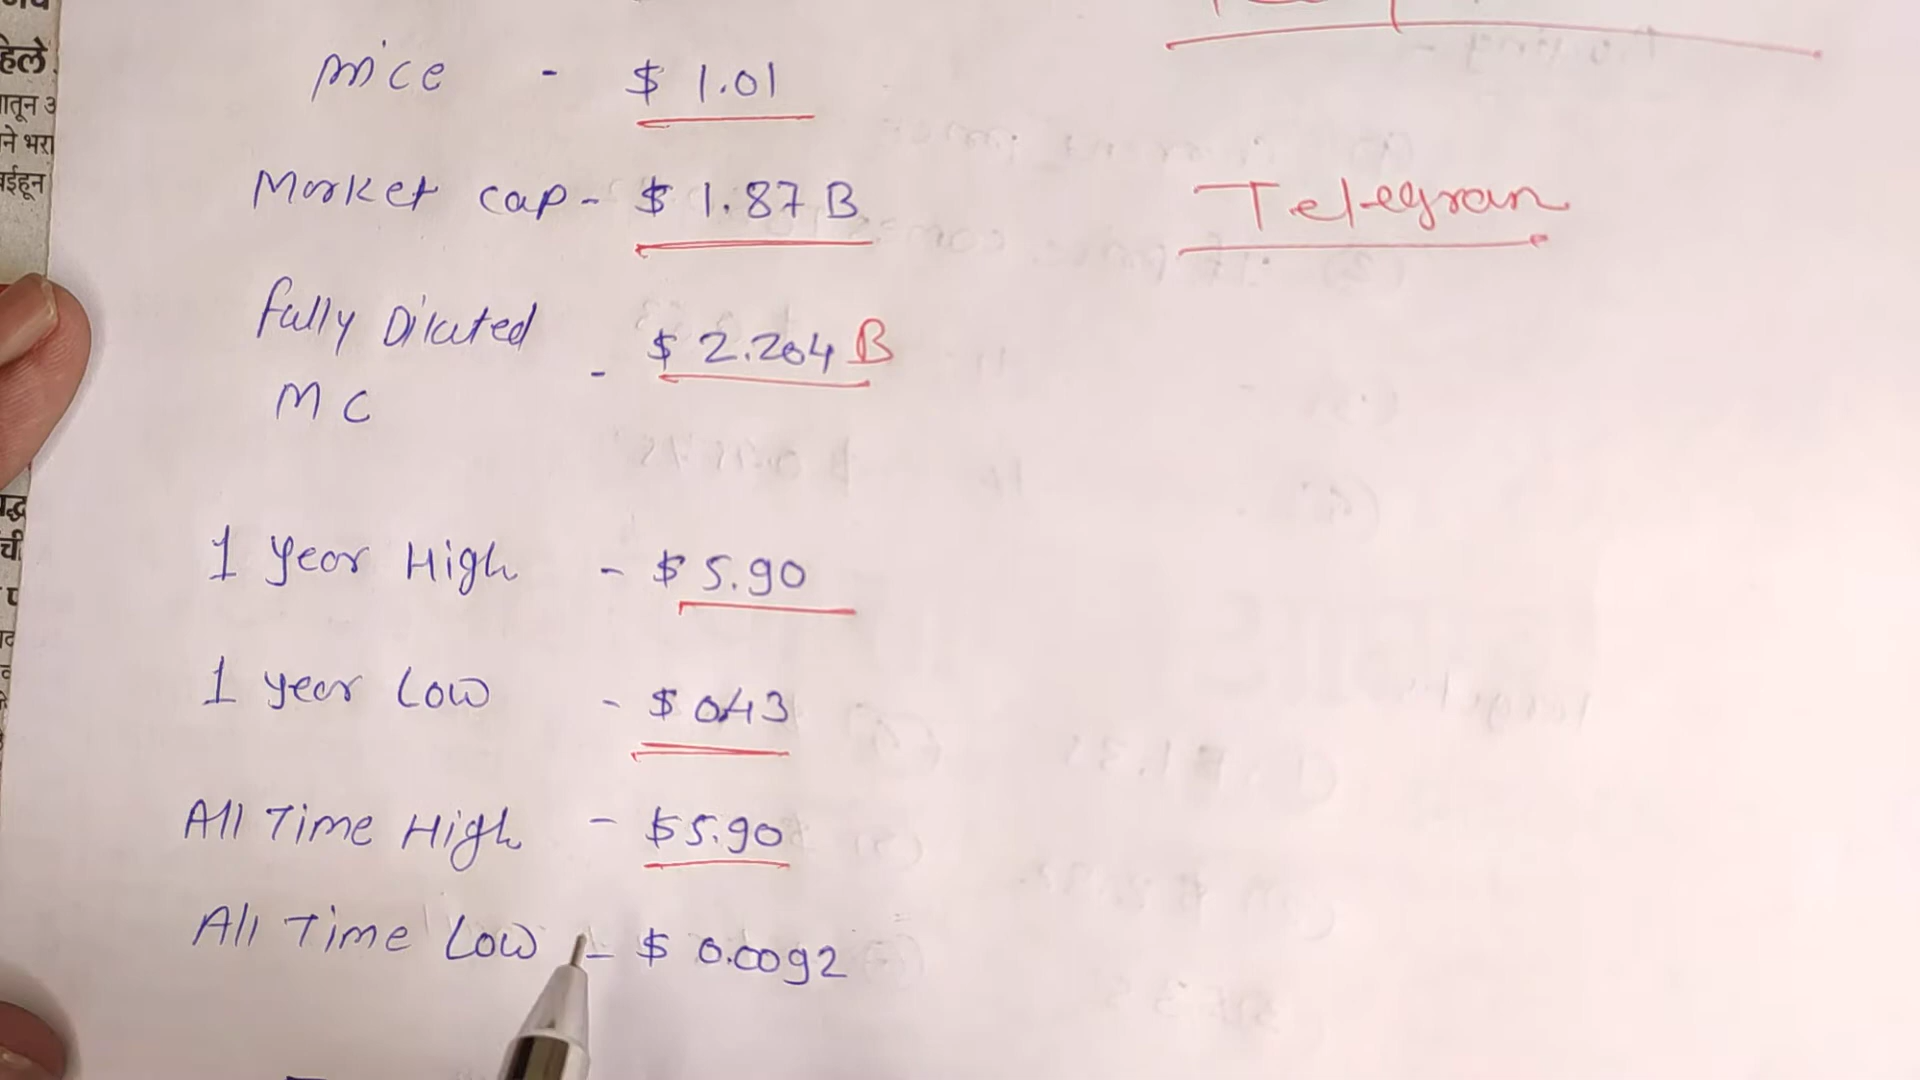 price - $ 1.01
Market cap - $ 1.87 B
Fully Diluted
MC - $ 2.204 B
1 Year High - $ 5.90
1 year Low - $ 0.43
All Time High - $5.90
All Time Low - $ 0.0092
Telegram
हिले
ने भरा